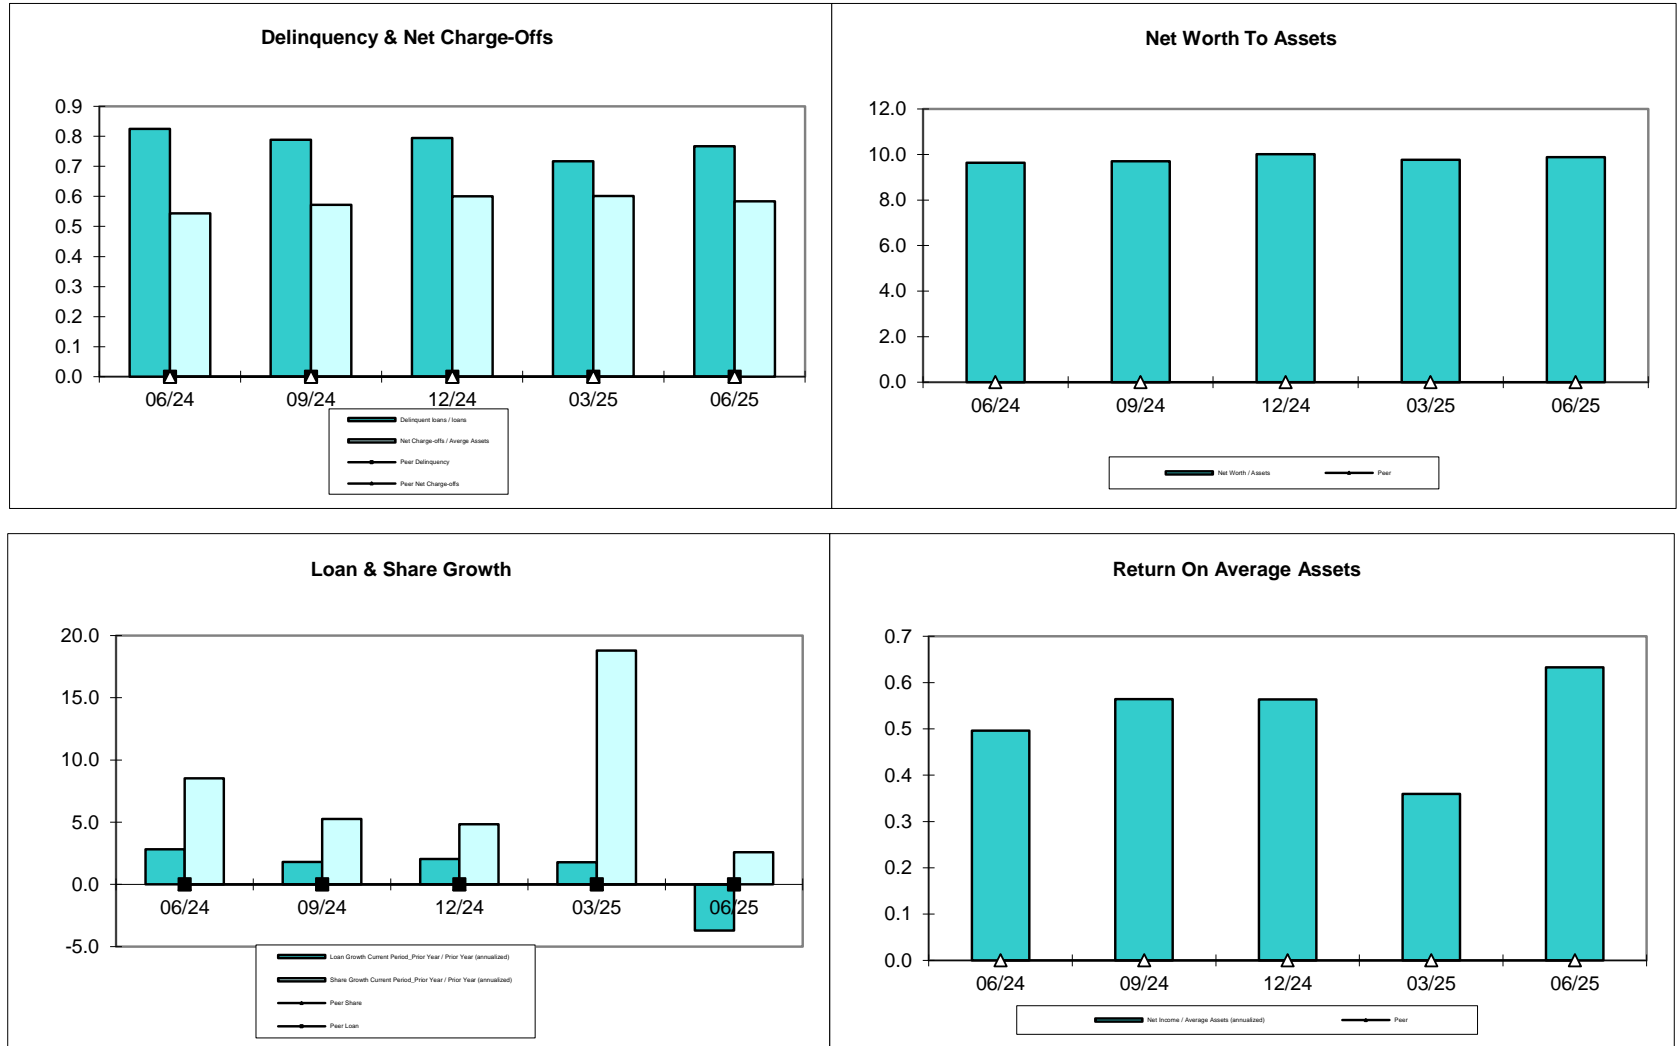 Delinquency & Net Charge-Offs
0.9
0.8
0.7
0.6
0.5
0.4
0.3
0.2
0.1
0.0
06/24 09/24 12/24 03/25 06/25
Delinquent loans / loans
Net Charge-offs / Averge Assets
Peer Delinquency
Peer Net Charge-offs
Net Worth To Assets
12.0
10.0
8.0
6.0
4.0
2.0
0.0
06/24 09/24 12/24 03/25 06/25
Net Worth / Assets Peer
Loan & Share Growth
20.0
15.0
10.0
5.0
0.0
-5.0
06/24 09/24 12/24 03/25 06/25
Loan Growth Current Period_Prior Year / Prior Year (annualized)
Share Growth Current Period_Prior Year / Prior Year (annualized)
Peer Share
Peer Loan
Return On Average Assets
0.7
0.6
0.5
0.4
0.3
0.2
0.1
0.0
06/24 09/24 12/24 03/25 06/25
Net Income / Average Assets (annualized) Peer